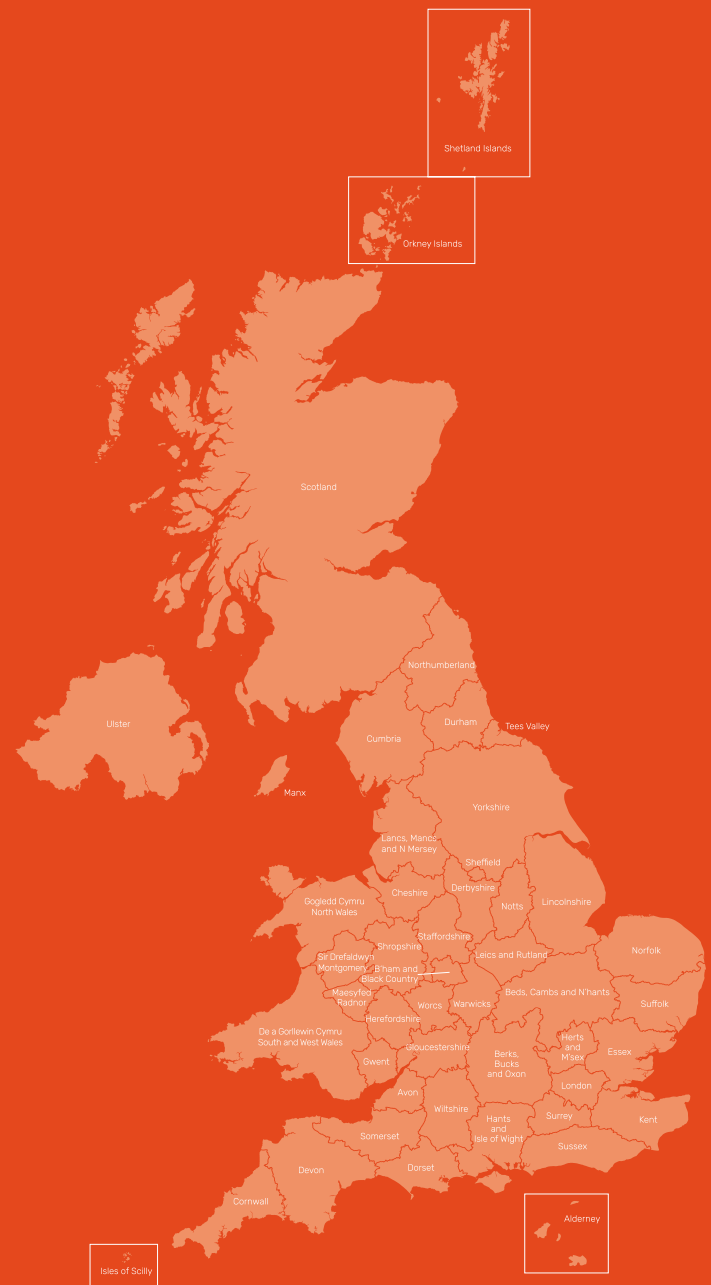 Shetland Islands
Orkney Islands
Scotland
Northumberland
Ulster
Durham
Tees Valley
Cumbria
Manx
Yorkshire
Lancs, Mancs
and N Mersey
Sheffield
Derbyshire
Cheshire
Gogledd Cymru
North Wales
Notts
Lincolnshire
Staffordshire
Shropshire
Norfolk
Leics and Rutland
Sir Drefaldwyn
Montgomery
B'ham and
Black Country
Maesyfed
Radnor
Beds, Cambs and N'hants
Suffolk
Worcs
Warwicks
Herefordshire
De a Gorllewin Cymru
South and West Wales
Gloucestershire
Herts
and
M'sex
Essex
Gwent
Berks,
Bucks
and Oxon
London
Avon
Wiltshire
Surrey
Kent
Hants
and
Isle of Wight
Somerset
Sussex
Devon
Dorset
Cornwall
Alderney
Isles of Scilly